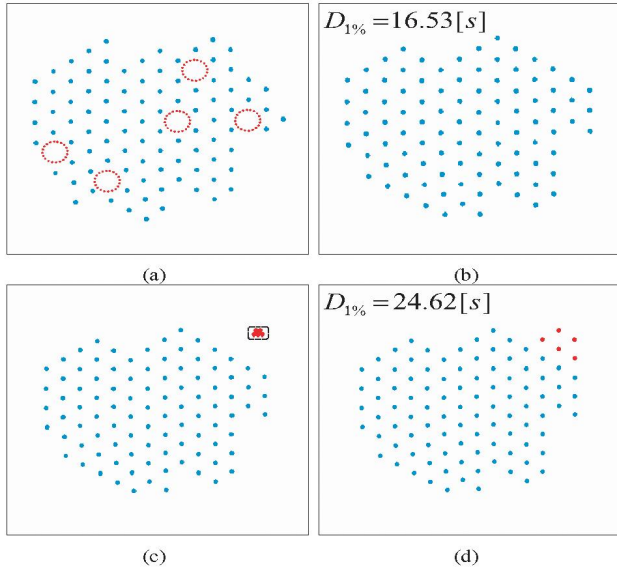 D1% = 16.53[s]
(a)
(b)
D1% = 24.62[s]
(c)
(d)